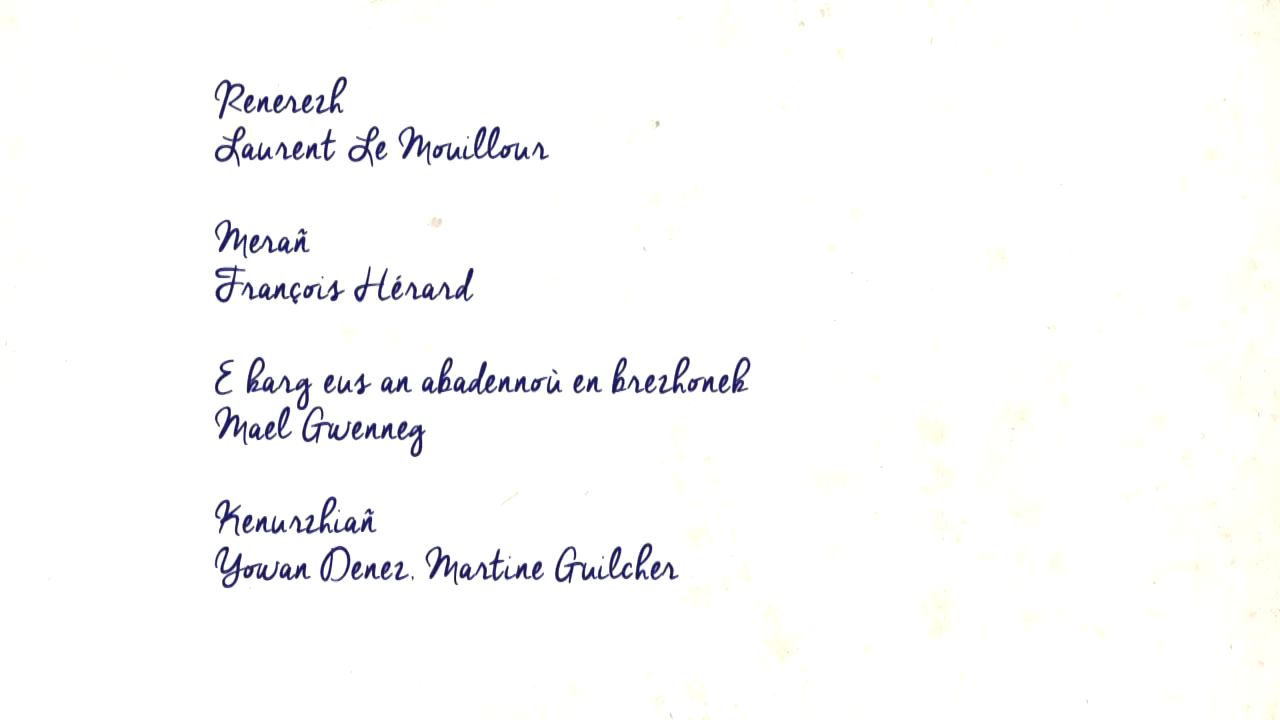 Renerezh
Laurent Le Mouillour
Merañ
François Hérard
E karg eus an abadennoù en brezhonek
Mael Gwenneg
Kenurzhiañ
Yowan Denez, Martine Guilcher